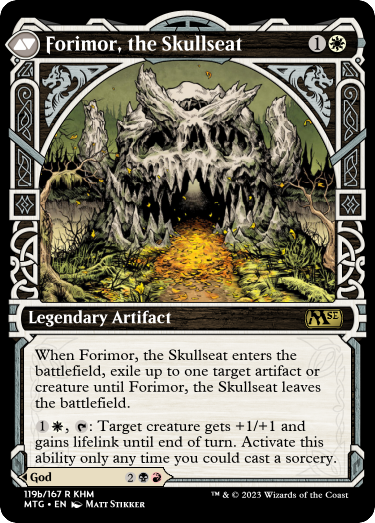 Forimor, the Skullseat 1
Legendary Artifact MSE
When Forimor, the Skullseat enters the
battlefield, exile up to one target artifact or
creature until Forimor, the Skullseat leaves
the battlefield.
1 , : Target creature gets +1/+1 and
gains lifelink until end of turn. Activate this
ability only any time you could cast a sorcery.
God 2
119b/167 R KHM
MTG • EN Matt Stikker ™ & © 2023 Wizards of the Coast